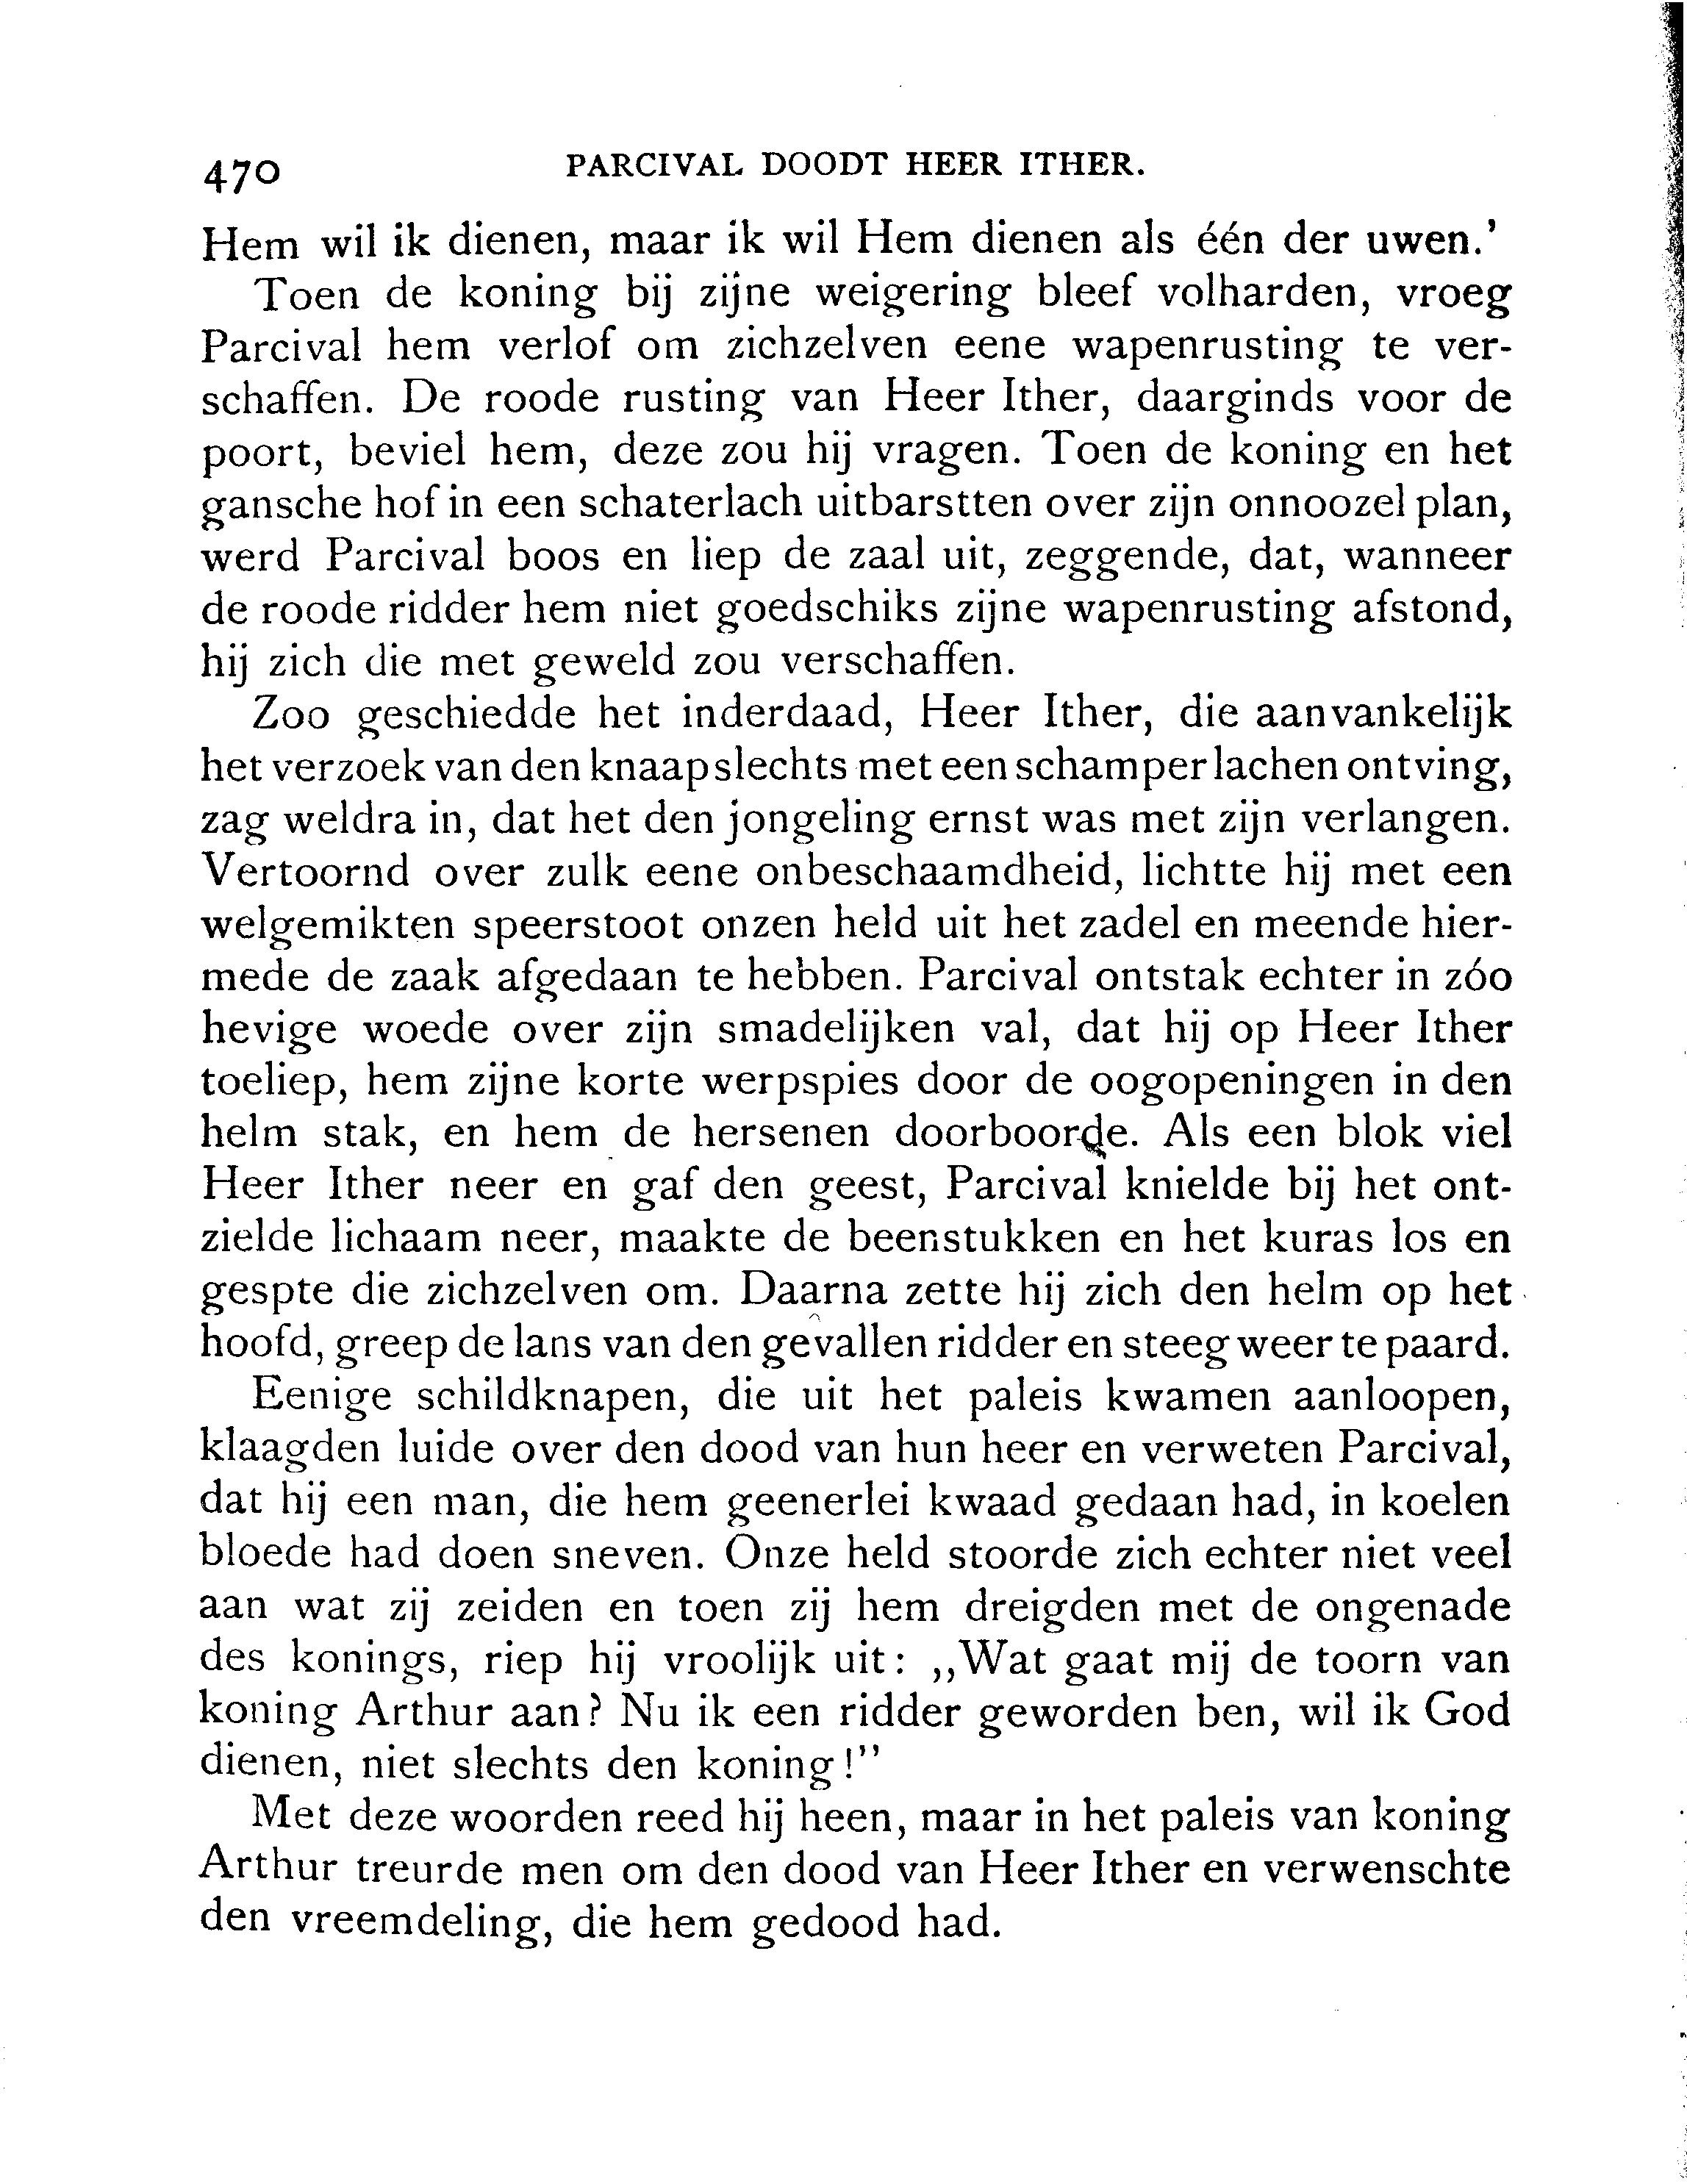 470 PARCIVAL DOODT HEER ITHER.
Hem wil ik dienen, maar ik wil Hem dienen als één der uwen.'
Toen de koning bij zijne weigering bleef volharden, vroeg
Parcival hem verlof om zichzelven eene wapenrusting te ver-
schaffen. De roode rusting van Heer Ither, daarginds voor de
poort, beviel hem, deze zou hij vragen. Toen de koning en het
gansche hof in een schaterlach uitbarstten over zijn onnoozel plan,
werd Parcival boos en liep de zaal uit, zeggende, dat, wanneer
de roode ridder hem niet goedschiks zijne wapenrusting afstond,
hij zich die met geweld zou verschaffen.
Zoo geschiedde het inderdaad, Heer Ither, die aanvankelijk
het verzoek van den knaap slechts met een schamper lachen ontving,
zag weldra in, dat het den jongeling ernst was met zijn verlangen.
Vertoornd over zulk eene onbeschaamdheid, lichtte hij met een
welgemikten speerstoot onzen held uit het zadel en meende hier-
mede de zaak afgedaan te hebben. Parcival ontstak echter in zóo
hevige woede over zijn smadelijken val, dat hij op Heer Ither
toeliep, hem zijne korte werpspies door de oogopeningen in den
helm stak, en hem de hersenen doorboorde. Als een blok viel
Heer Ither neer en gaf den geest, Parcival knielde bij het ont-
zielde lichaam neer, maakte de beenstukken en het kuras los en
gespte die zichzelven om. Daarna zette hij zich den helm op het
hoofd, greep de lans van den gevallen ridder en steeg weer te paard.
Eenige schildknapen, die uit het paleis kwamen aanloopen,
klaagden luide over den dood van hun heer en verweten Parcival,
dat hij een man, die hem geenerlei kwaad gedaan had, in koelen
bloede had doen sneven. Onze held stoorde zich echter niet veel
aan wat zij zeiden en toen zij hem dreigden met de ongenade
des konings, riep hij vroolijk uit: ,,Wat gaat mij de toorn van
koning Arthur aan? Nu ik een ridder geworden ben, wil ik God
dienen, niet slechts den koning!''
Met deze woorden reed hij heen, maar in het paleis van koning
Arthur treurde men om den dood van Heer Ither en verwenschte
den vreemdeling, die hem gedood had.